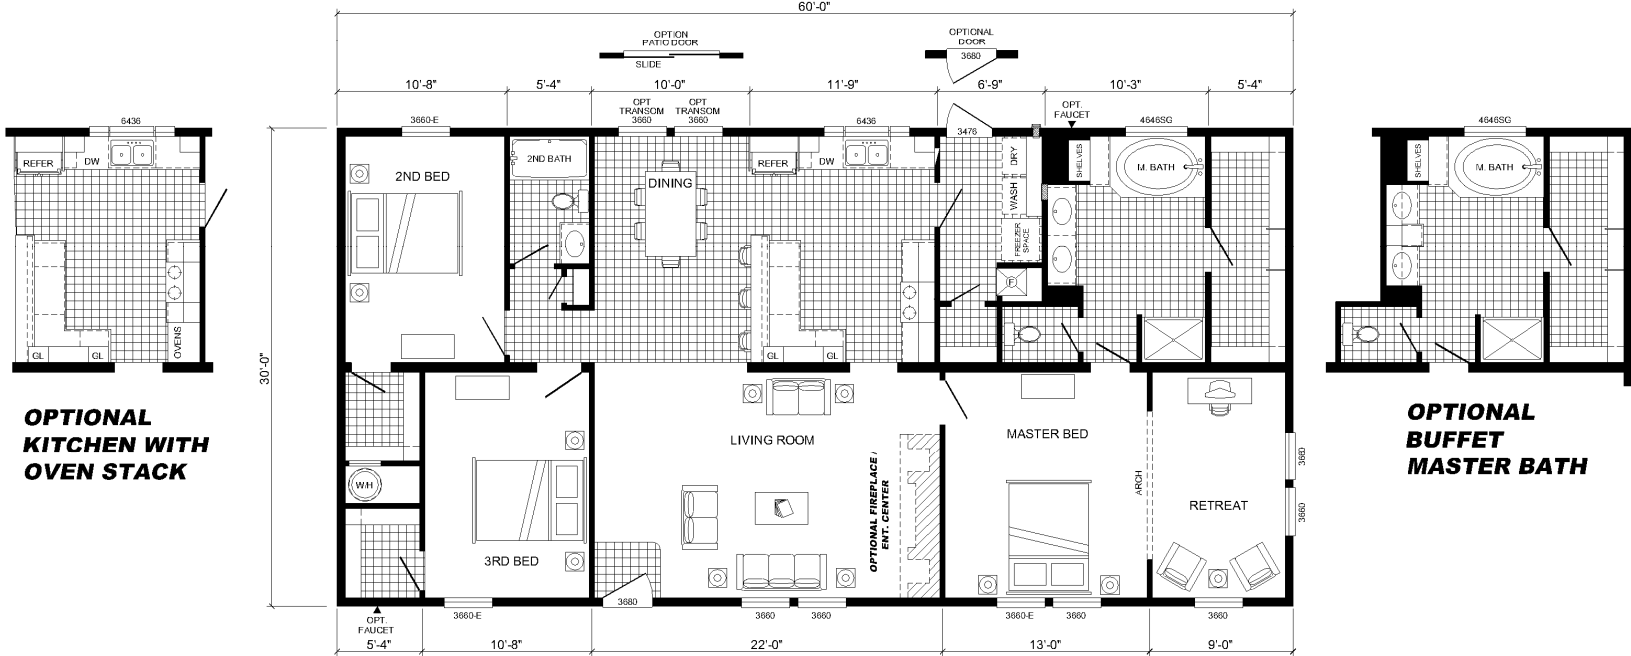 60'-0"
OPTION
PATIO DOOR
SLIDE
OPTIONAL
DOOR
3680
10'-8"
5'-4"
10'-0"
11'-9"
6'-9"
10'-3"
5'-4"
OPT
TRANSOM
3660
OPT
TRANSOM
3660
OPT.
FAUCET
6436
3660-E
6436
3476
4646SG
4646SG
REFER
DW
2ND BED
2ND BATH
DINING
REFER
DW
DRY
WASH
FREEZER
SPACE
F
SHELVES
M. BATH
SHELVES
M. BATH
OVENS
GL
GL
GL
GL
30'-0"
OPTIONAL
KITCHEN WITH
OVEN STACK
W/H
3RD BED
LIVING ROOM
OPTIONAL FIREPLACE /
ENT. CENTER
MASTER BED
ARCH
RETREAT
3660
3660
OPTIONAL
BUFFET
MASTER BATH
OPT.
FAUCET
3660-E
3680
3660
3660
3660-E
3660
3660
5'-4"
10'-8"
22'-0"
13'-0"
9'-0"